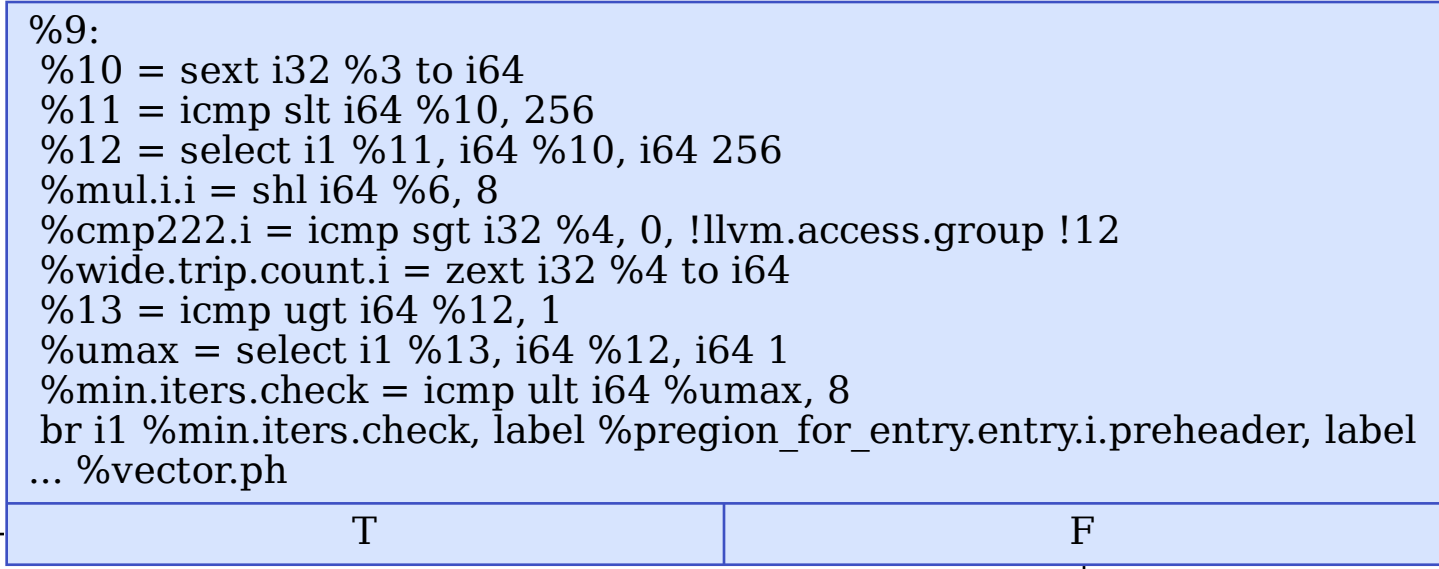 %9:
%10 = sext i32 %3 to i64
%11 = icmp slt i64 %10, 256
%12 = select i1 %11, i64 %10, i64 256
%mul.i.i = shl i64 %6, 8
%cmp222.i = icmp sgt i32 %4, 0, !llvm.access.group !12
%wide.trip.count.i = zext i32 %4 to i64
%13 = icmp ugt i64 %12, 1
%umax = select i1 %13, i64 %12, i64 1
%min.iters.check = icmp ult i64 %umax, 8
br i1 %min.iters.check, label %pregion_for_entry.entry.i.preheader, label
... %vector.ph
T F